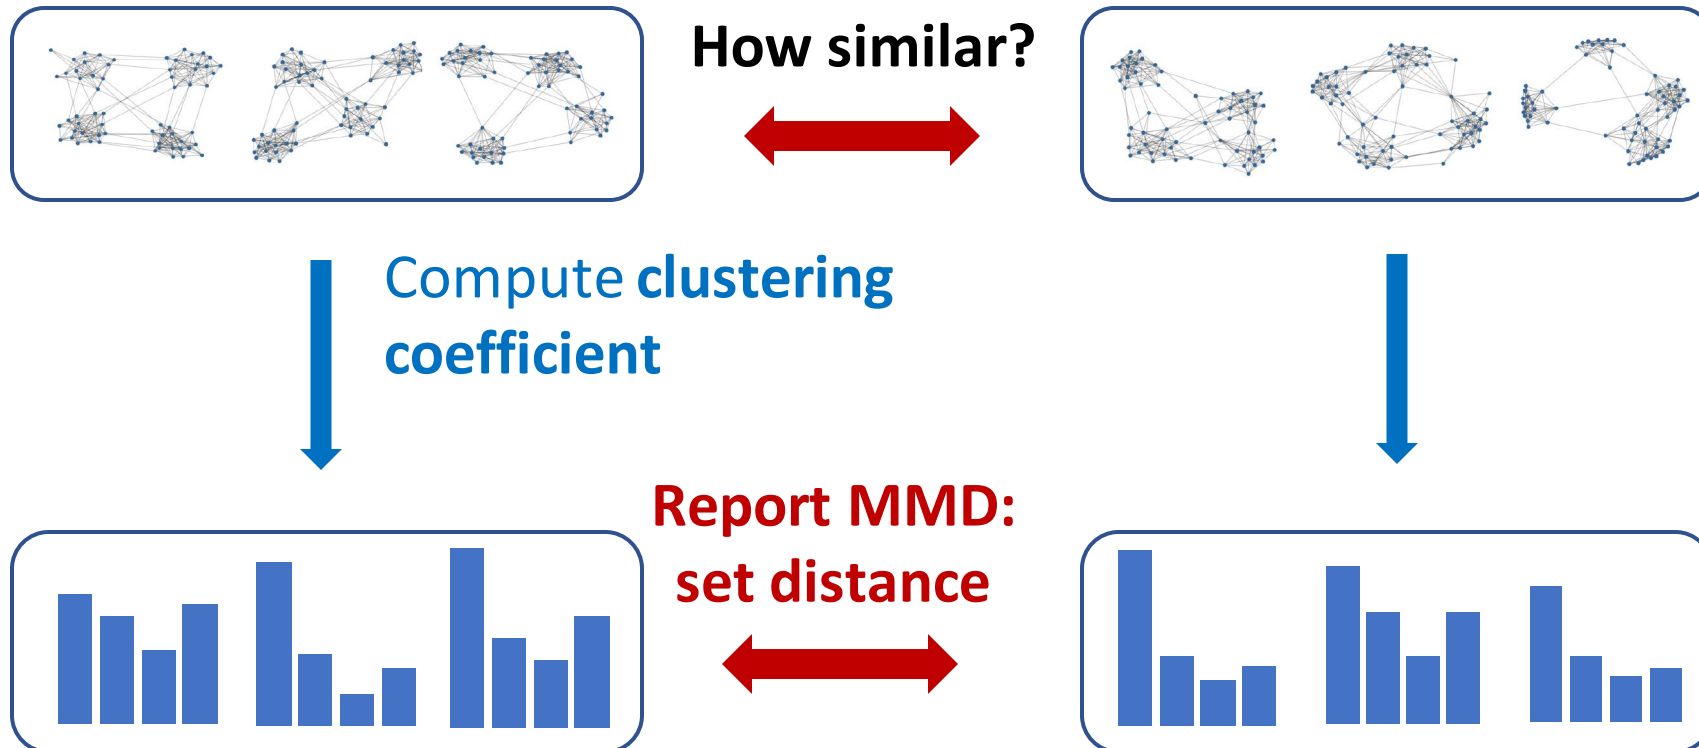 How similar?
Compute clustering
coefficient
Report MMD:
set distance